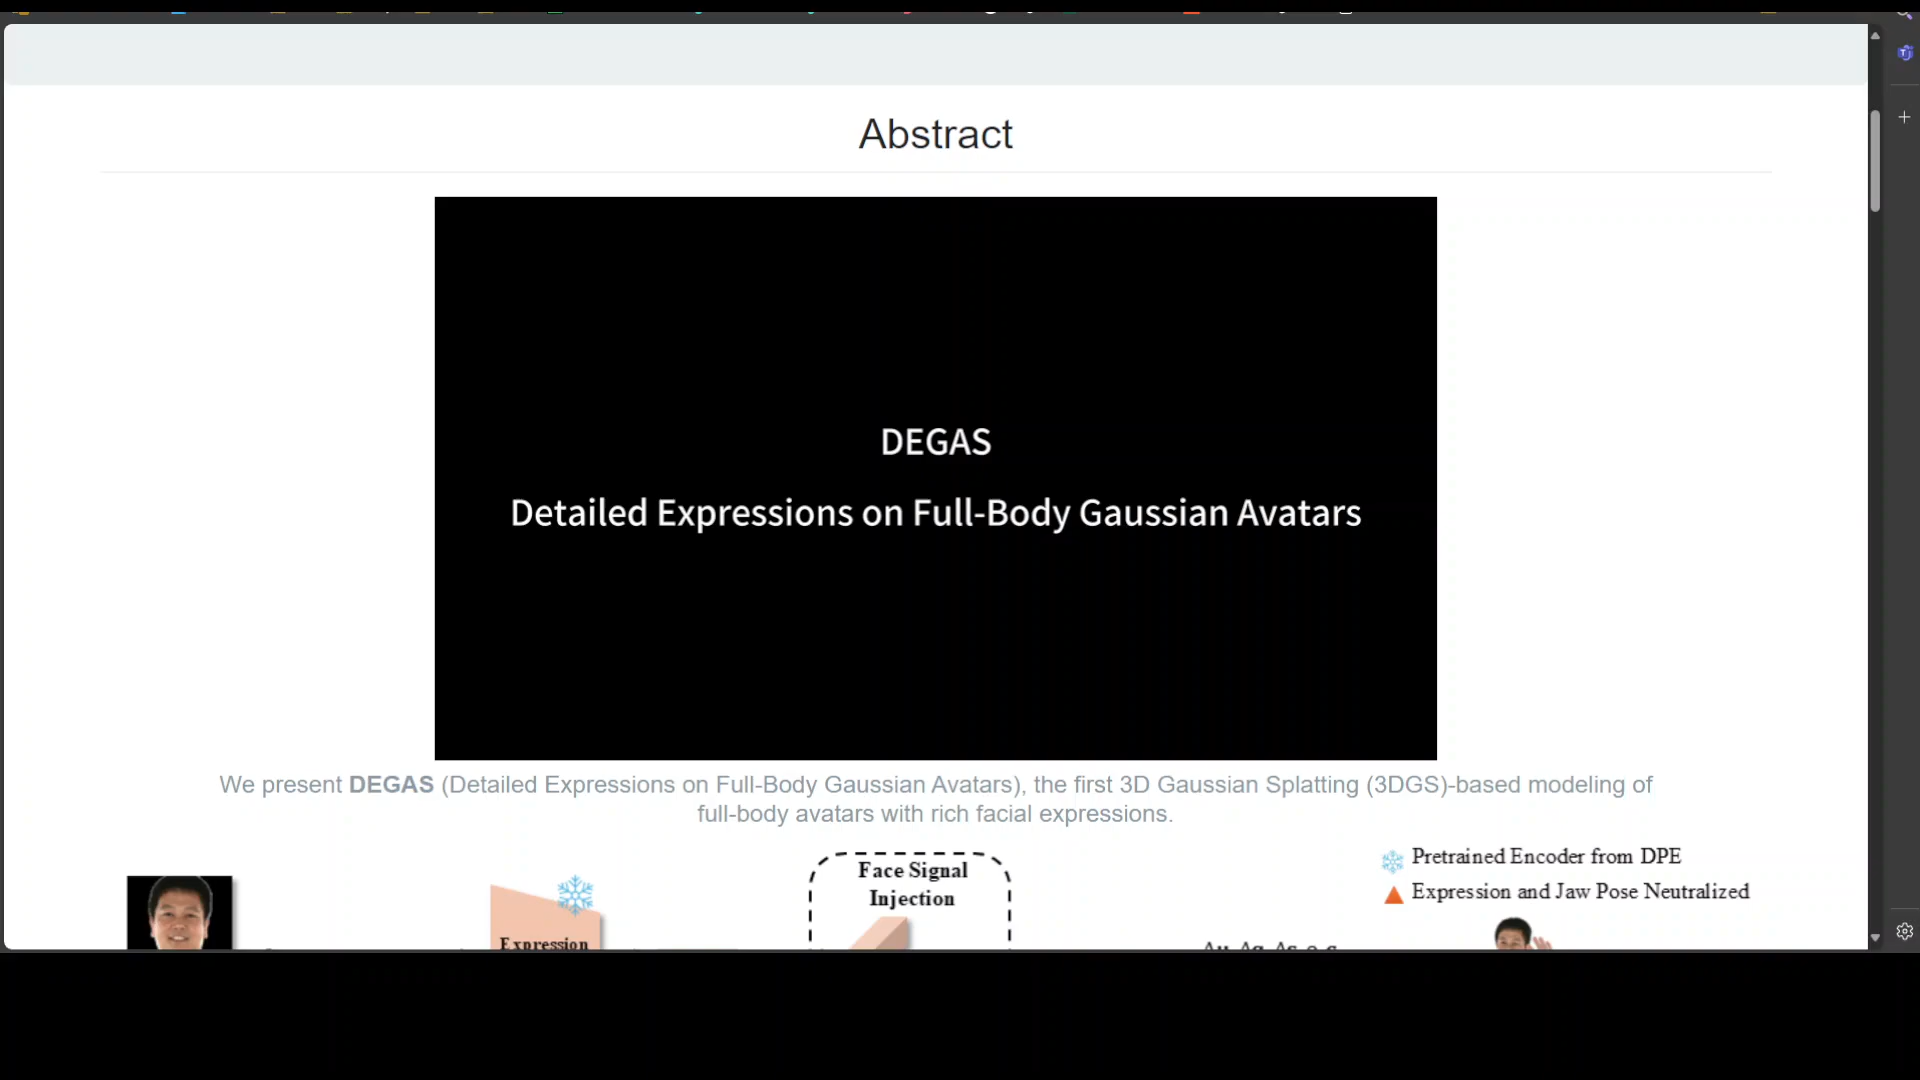 Abstract
DEGAS
Detailed Expressions on Full-Body Gaussian Avatars
We present DEGAS (Detailed Expressions on Full-Body Gaussian Avatars), the first 3D Gaussian Splatting (3DGS)-based modeling of
full-body avatars with rich facial expressions.
Face Signal
Injection
Pretrained Encoder from DPE
Expression and Jaw Pose Neutralized
Expression